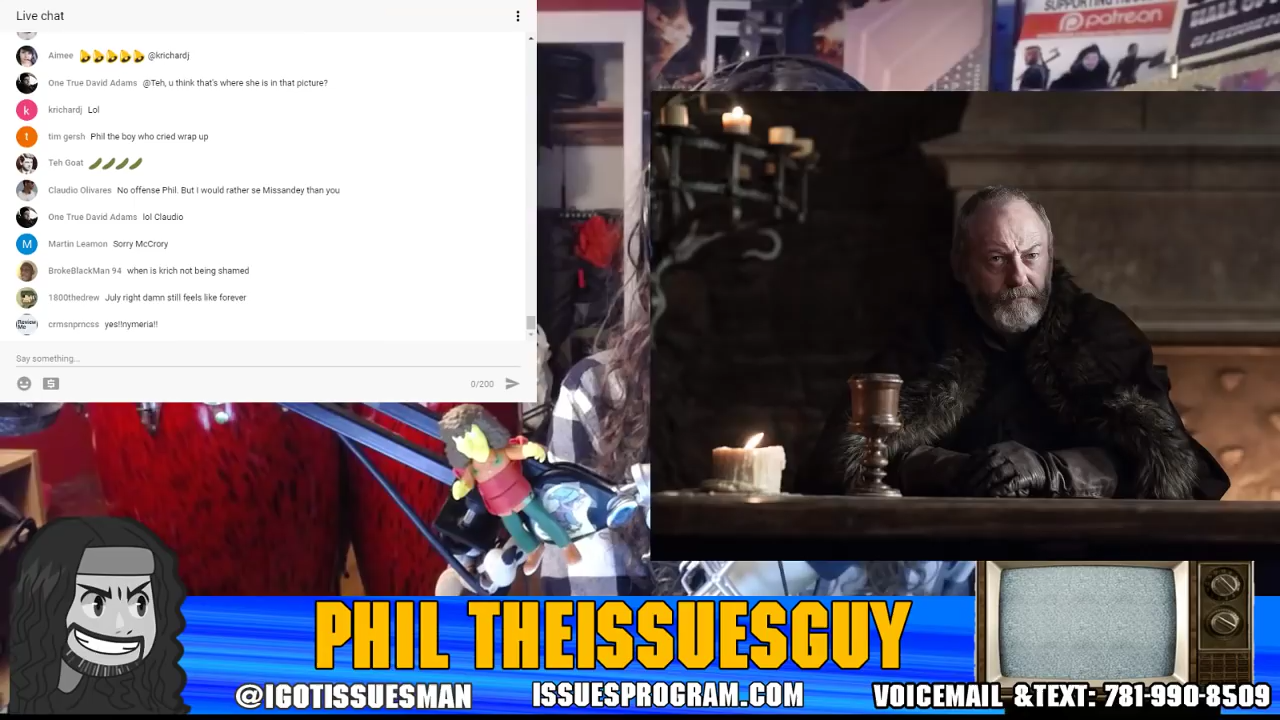 Live chat
Aimee @krichardj
One True David Adams @Teh, u think that's where she is in that picture?
k krichardj Lol
t tim gersh Phil the boy who cried wrap up
Teh Goat
Claudio Olivares No offense Phil. But I would rather se Missandey than you
One True David Adams lol Claudio
M Martin Leamon Sorry McCrory
BrokeBlackMan 94 when is krich not being shamed
1800thedrew July right damn still feels like forever
crmsnprncss yes!!nymeria!!
Say something...
0/200
SUPPORTING
patreon
PHIL THEISSUESGUY
@IGOTISSUESMAN ISSUESPROGRAM.COM VOICEMAIL &TEXT: 781-990-8509